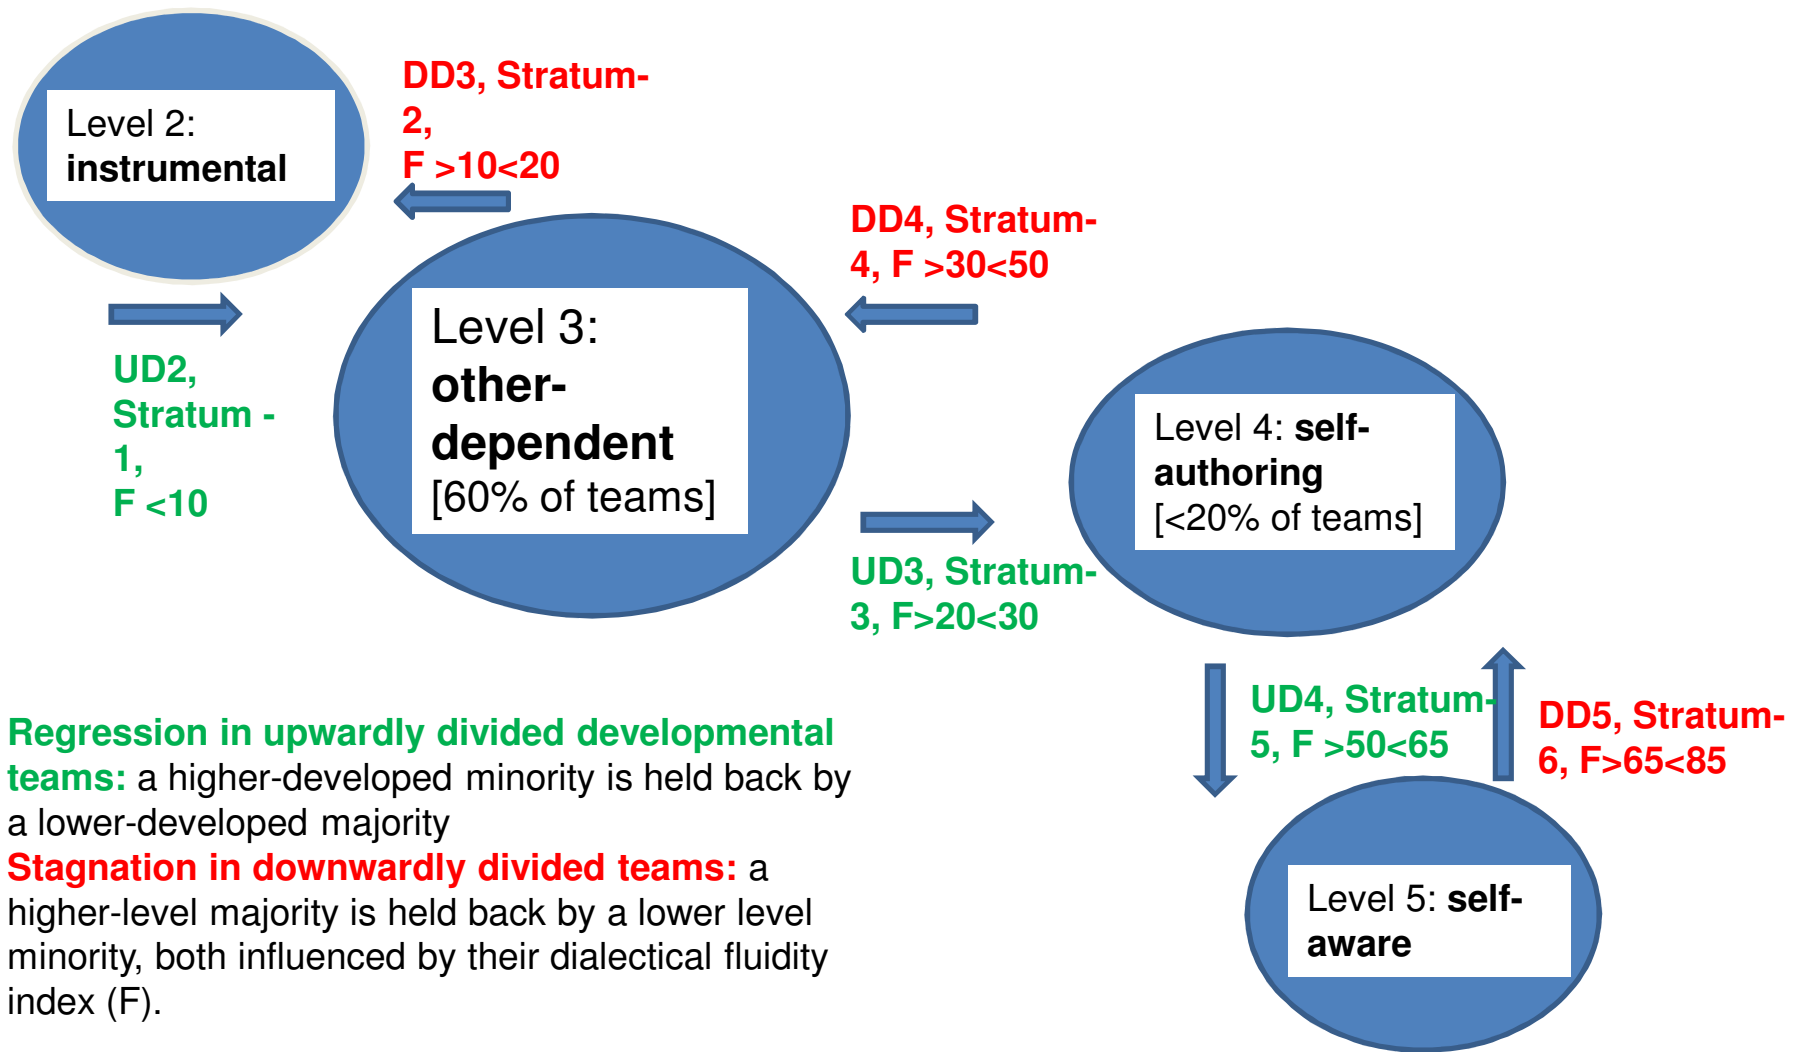 Level 2:
instrumental
DD3, Stratum-
2,
F >10<20
DD4, Stratum-
4, F >30<50
UD2,
Stratum -
1,
F <10
Level 3:
other-
dependent
[60% of teams]
Level 4: self-
authoring
[<20% of teams]
UD3, Stratum-
3, F>20<30
UD4, Stratum-
5, F >50<65
DD5, Stratum-
6, F>65<85
Level 5: self-
aware
Regression in upwardly divided developmental
teams: a higher-developed minority is held back by
a lower-developed majority
Stagnation in downwardly divided teams: a
higher-level majority is held back by a lower level
minority, both influenced by their dialectical fluidity
index (F).